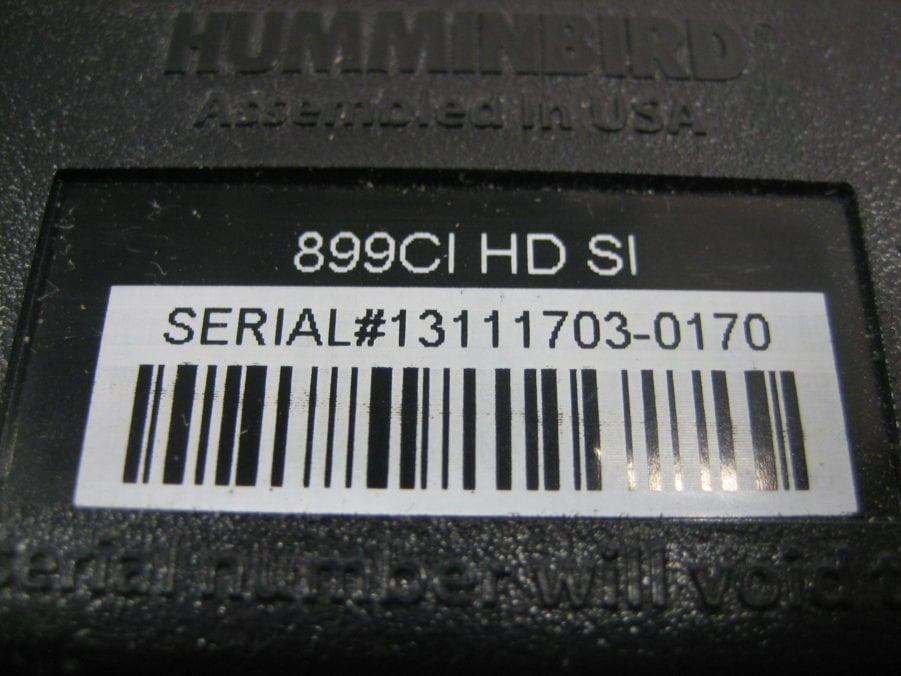 HUMMINBIRD®
Assembled in USA
899CI HD SI
SERIAL#13111703-0170
serial number will void